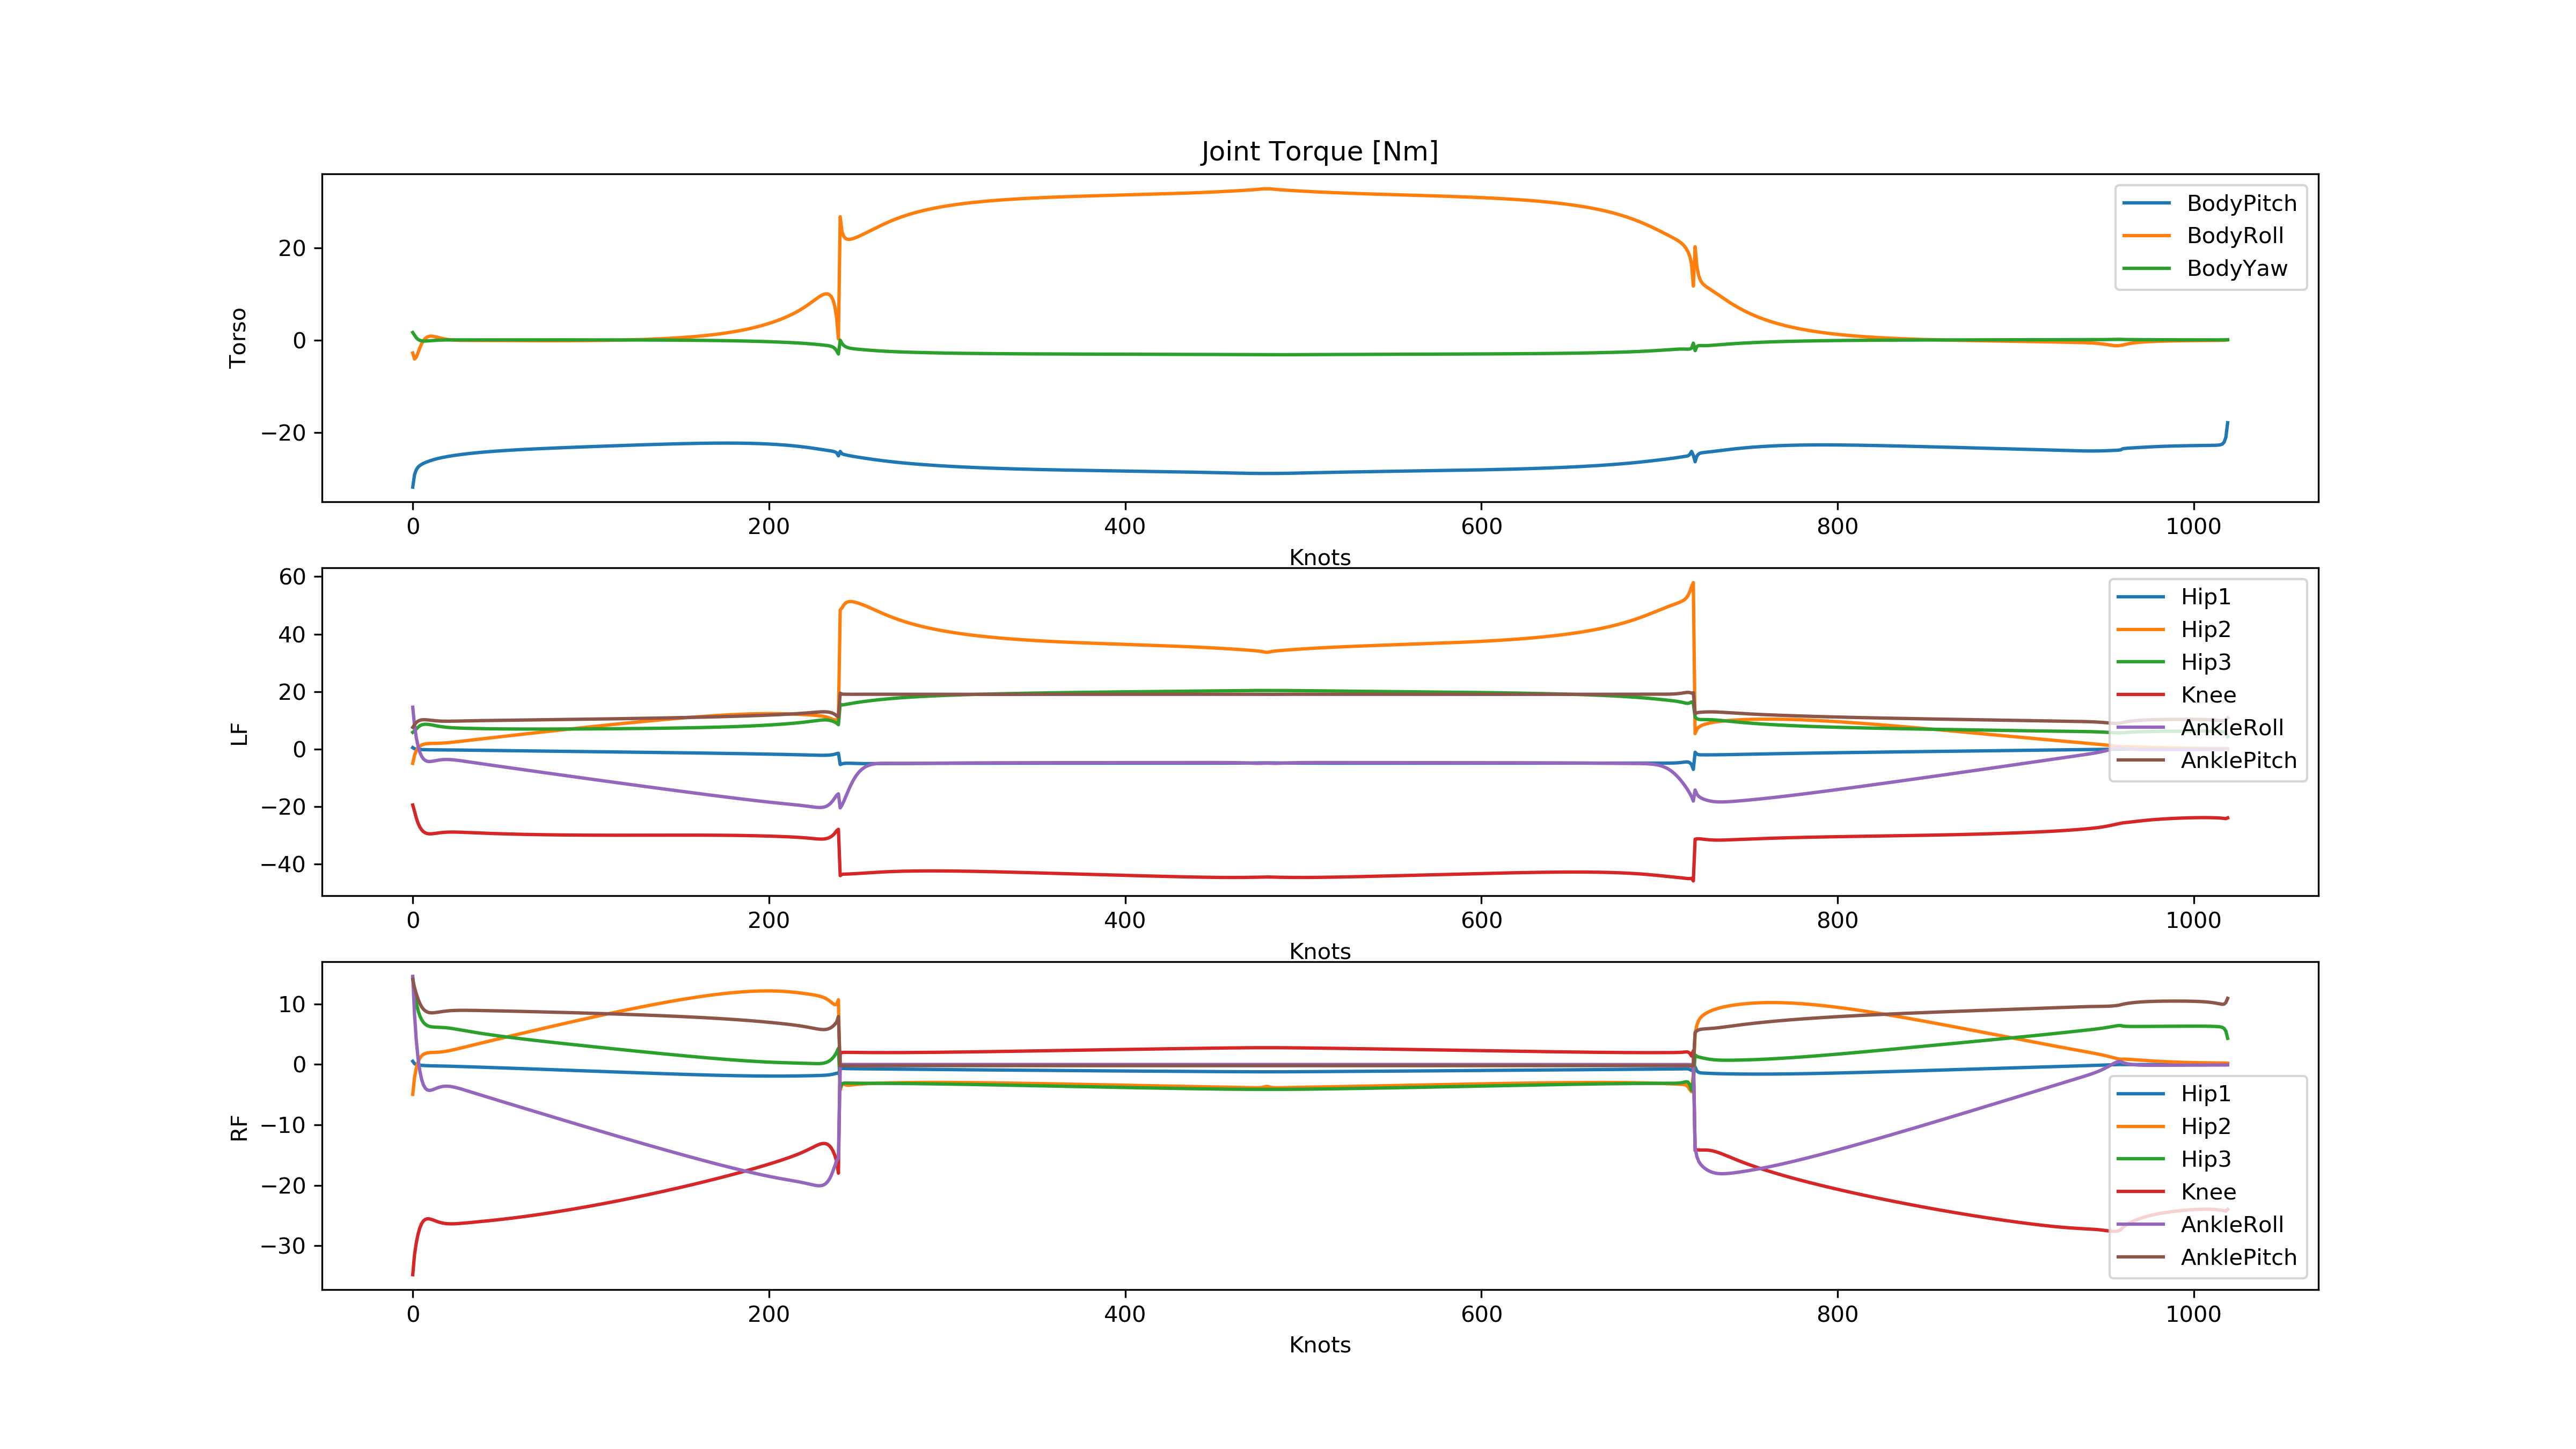 Joint Torque [Nm]
Torso
20
0
−20
BodyPitch
BodyRoll
BodyYaw
0 200 400 600 800 1000
Knots
LF
60
40
20
0
−20
−40
Hip1
Hip2
Hip3
Knee
AnkleRoll
AnklePitch
0 200 400 600 800 1000
Knots
RF
10
0
−10
−20
−30
Hip1
Hip2
Hip3
Knee
AnkleRoll
AnklePitch
0 200 400 600 800 1000
Knots